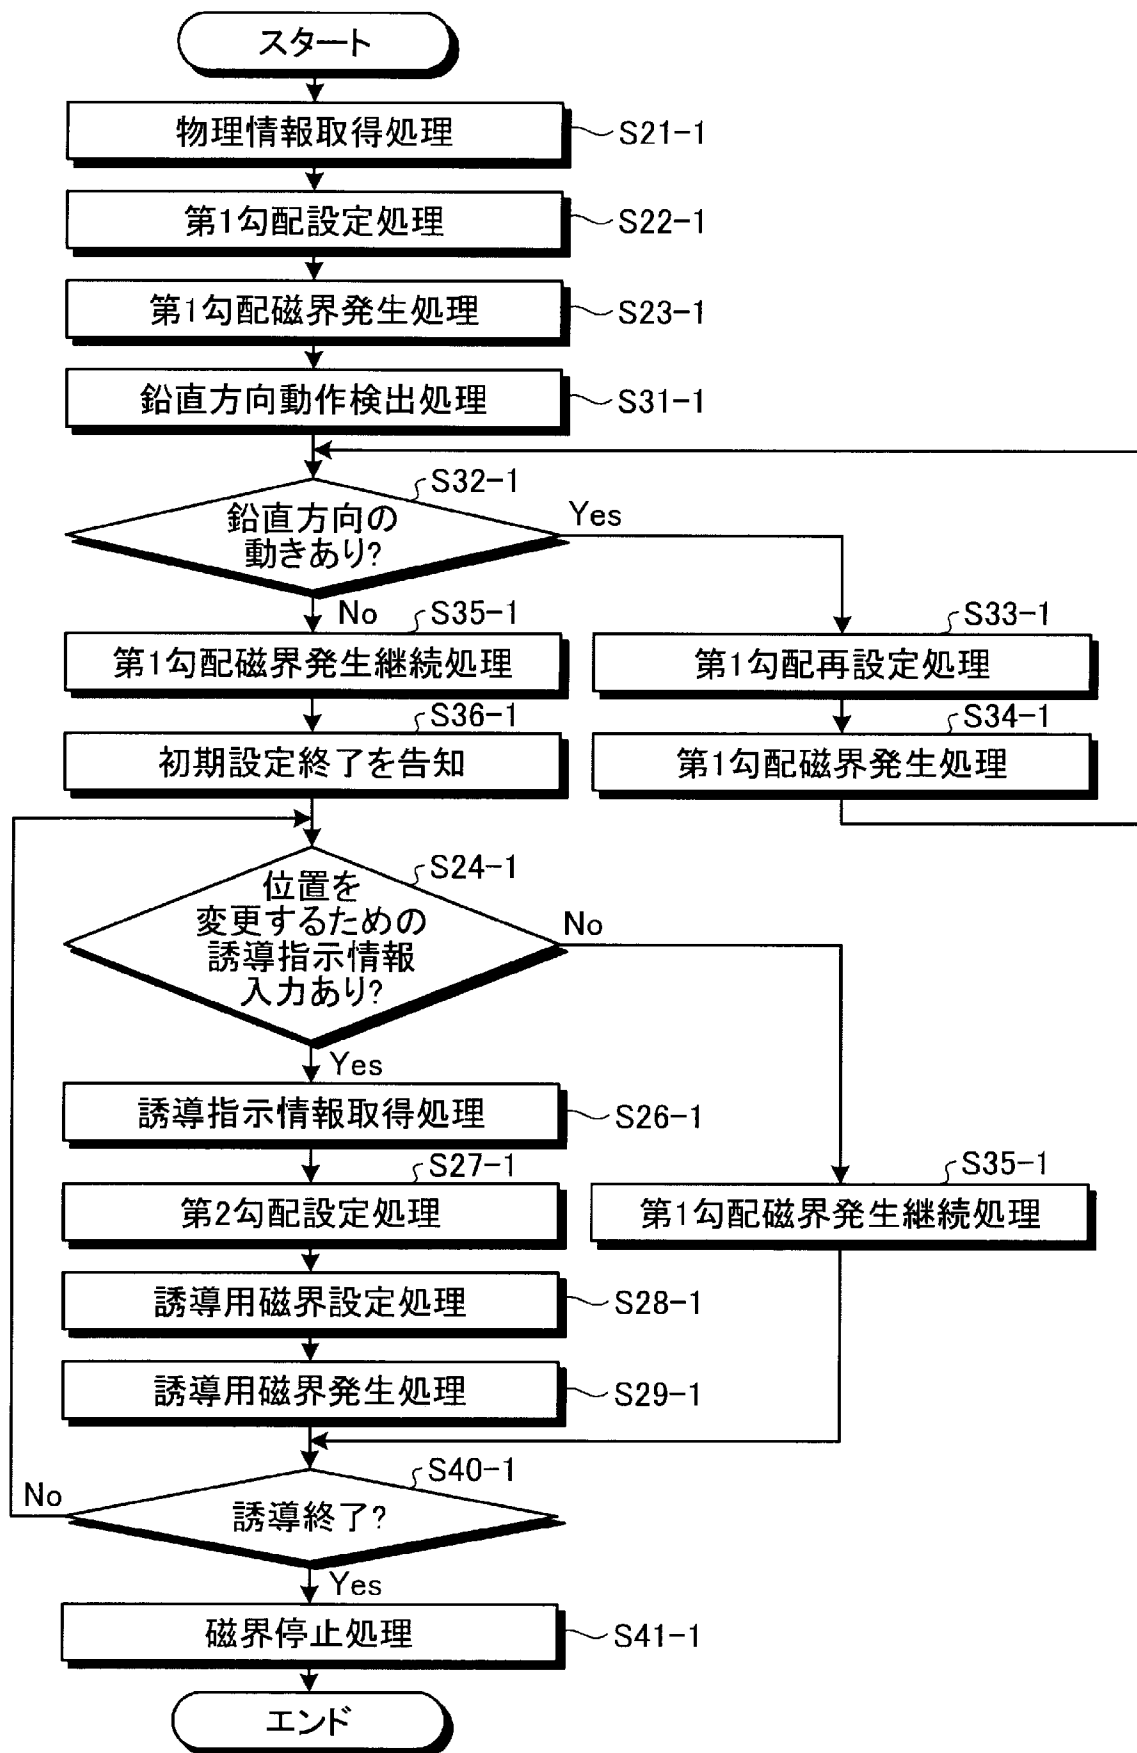 スタート
物理情報取得処理
S21-1
第1勾配設定処理
S22-1
第1勾配磁界発生処理
S23-1
鉛直方向動作検出処理
S31-1
S32-1
鉛直方向の
動きあり?
Yes
No
S35-1
第1勾配磁界発生継続処理
S33-1
第1勾配再設定処理
S36-1
初期設定終了を告知
S34-1
第1勾配磁界発生処理
S24-1
位置を
変更するための
誘導指示情報
入力あり?
No
Yes
誘導指示情報取得処理
S26-1
S27-1
第2勾配設定処理
S35-1
第1勾配磁界発生継続処理
誘導用磁界設定処理
S28-1
誘導用磁界発生処理
S29-1
S40-1
誘導終了?
No
Yes
磁界停止処理
S41-1
エンド